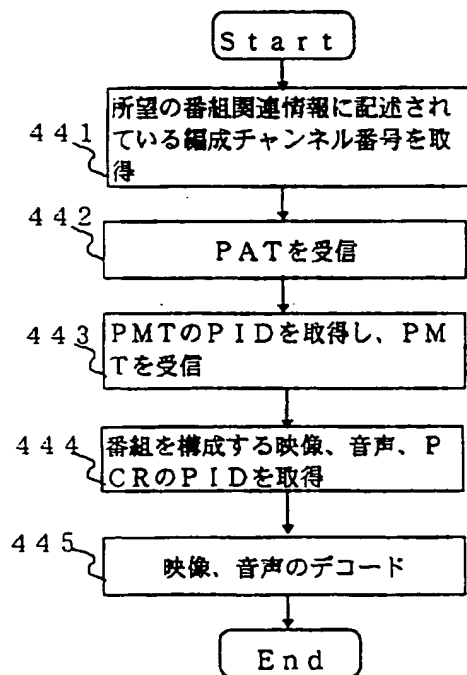 Ｓｔａｒｔ
４４１
所望の番組関連情報に記述され
ている編成チャンネル番号を取
得
４４２
ＰＡＴを受信
４４３
ＰＭＴのＰＩＤを取得し、ＰＭ
Ｔを受信
４４４
番組を構成する映像、音声、Ｐ
ＣＲのＰＩＤを取得
４４５
映像、音声のデコード
Ｅｎｄ